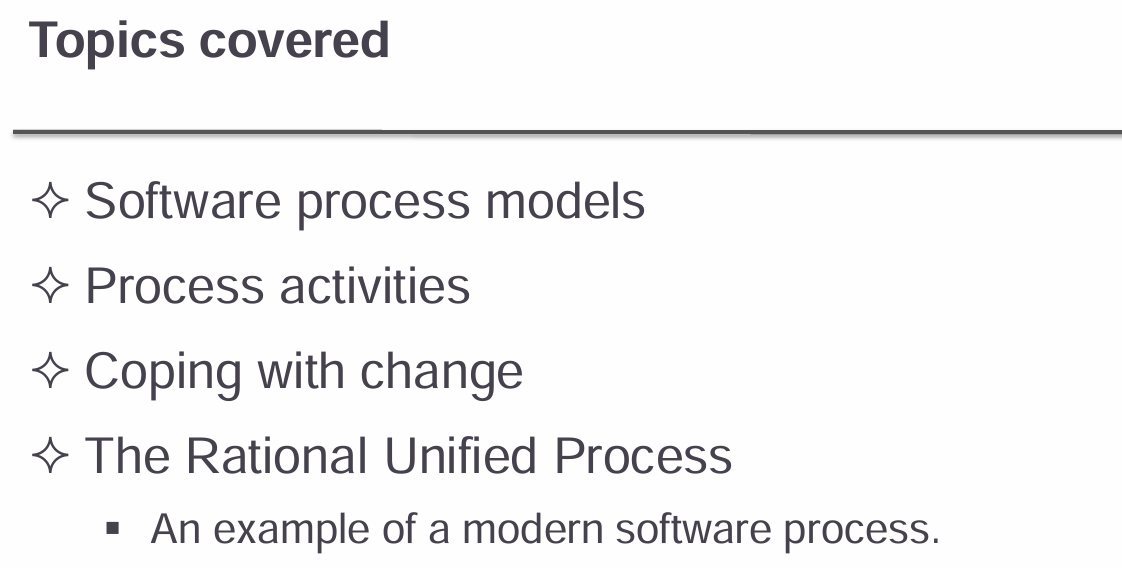 Topics covered
✧ Software process models
✧ Process activities
✧ Coping with change
✧ The Rational Unified Process
▪ An example of a modern software process.